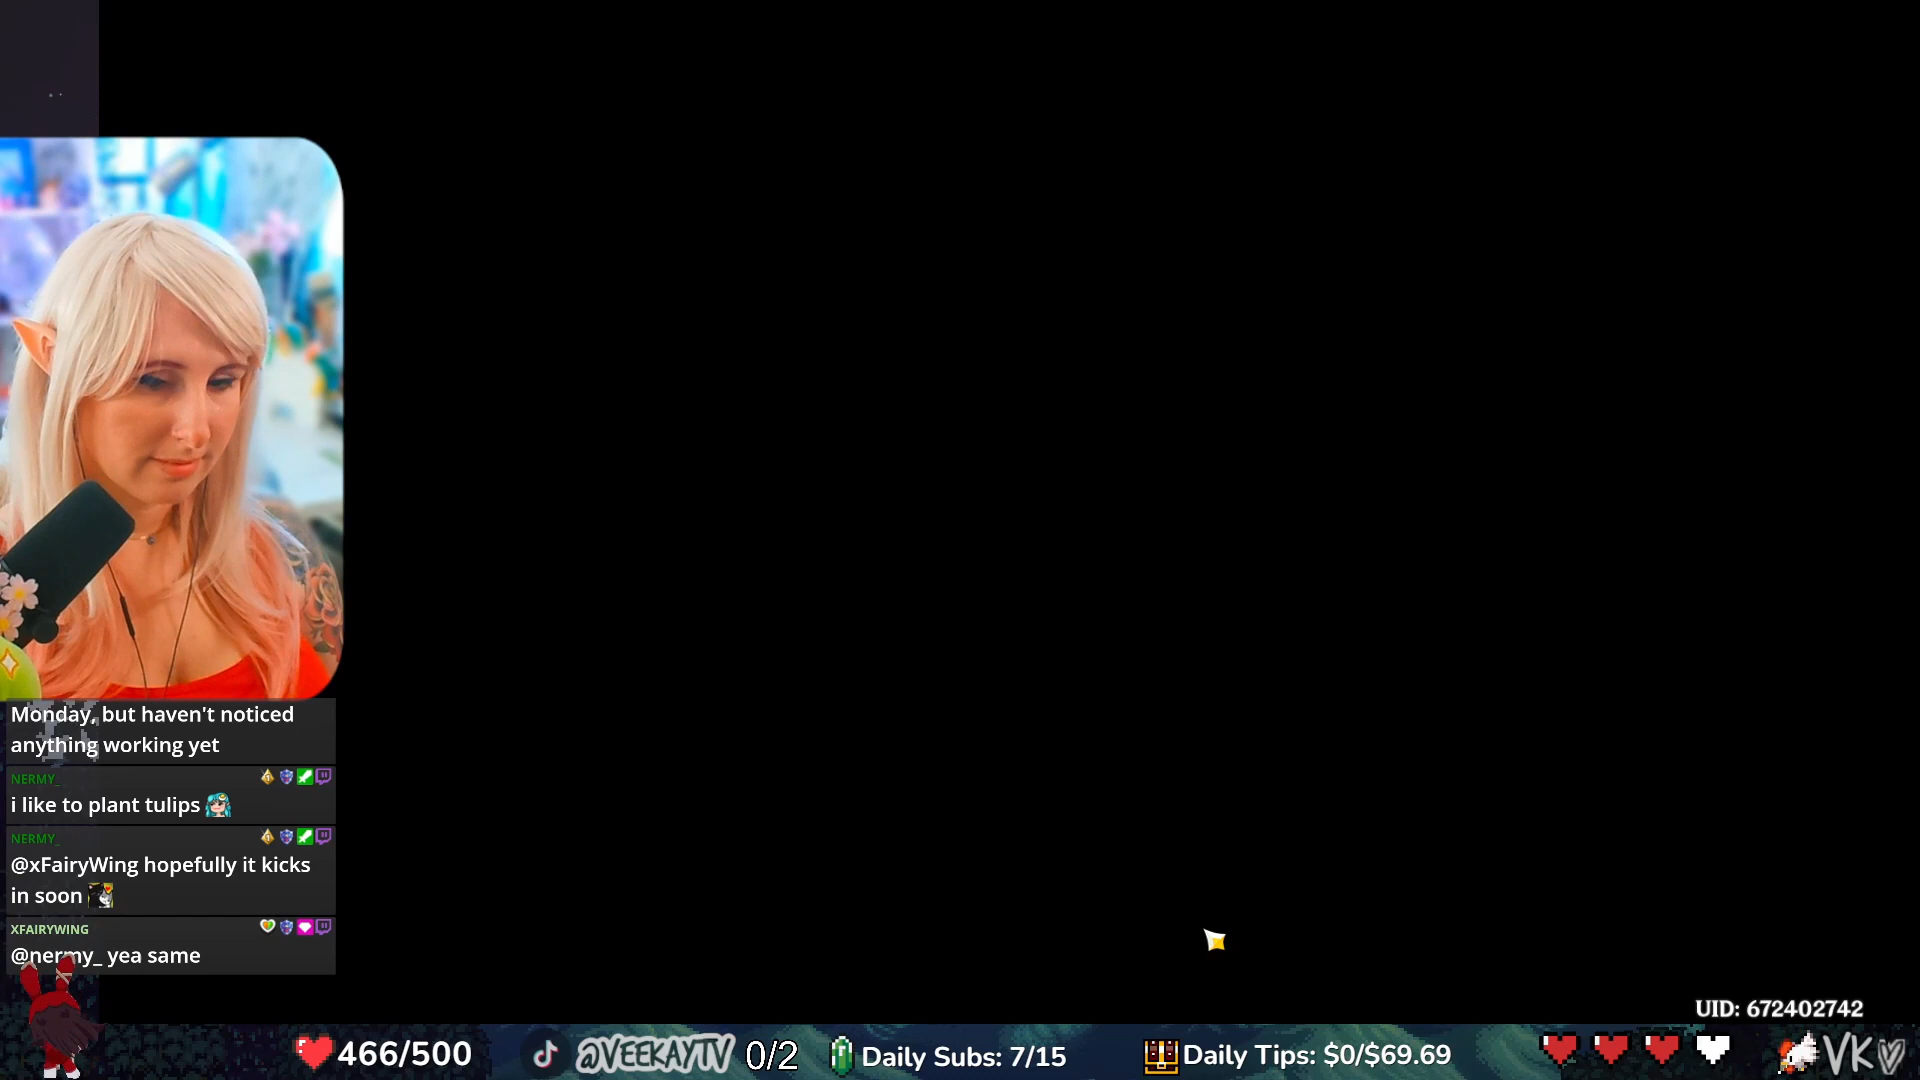 Monday, but haven't noticed
anything working yet
NERMY_
i like to plant tulips
NERMY_
@xFairyWing hopefully it kicks
in soon
XFAIRYWING
@nermy_ yea same
UID: 672402742
466/500
@VEEKAYTV
0/2
Daily Subs: 7/15
Daily Tips: $0/$69.69
VK